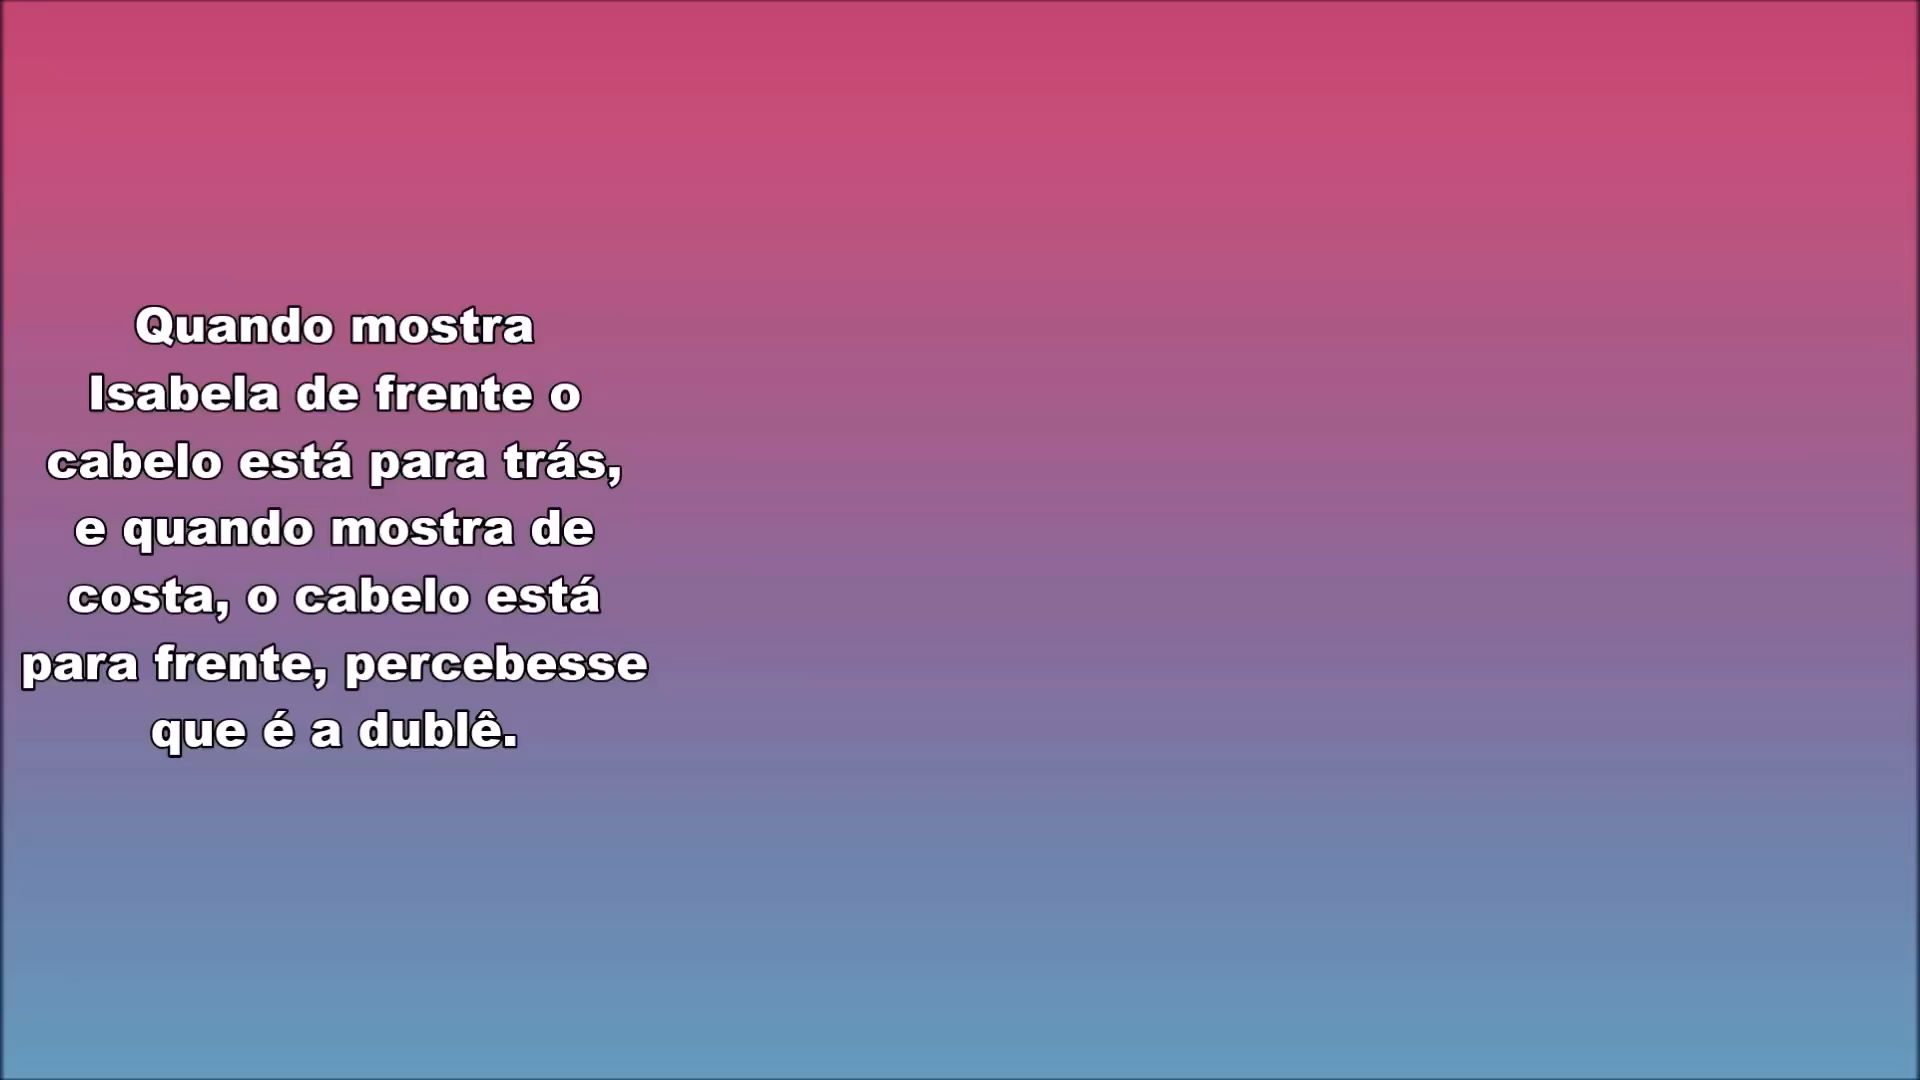 Quando mostra
Isabela de frente o
cabelo está para trás,
e quando mostra de
costa, o cabelo está
para frente, percebesse
que é a dublê.